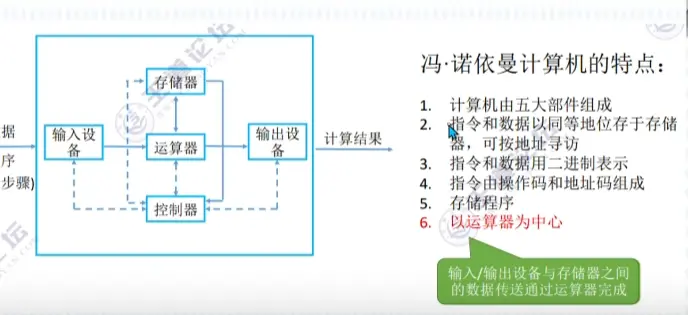 冯·诺依曼计算机的特点：
据
序
步骤)
输入设
备
存储器
运算器
控制器
输出设
备
计算结果
1. 计算机由五大部件组成
2. 指令和数据以同等地位存于存储
器，可按地址寻访
3. 指令和数据用二进制表示
4. 指令由操作码和地址码组成
5. 存储程序
6. 以运算器为中心
输入/输出设备与存储器之间
的数据传送通过运算器完成